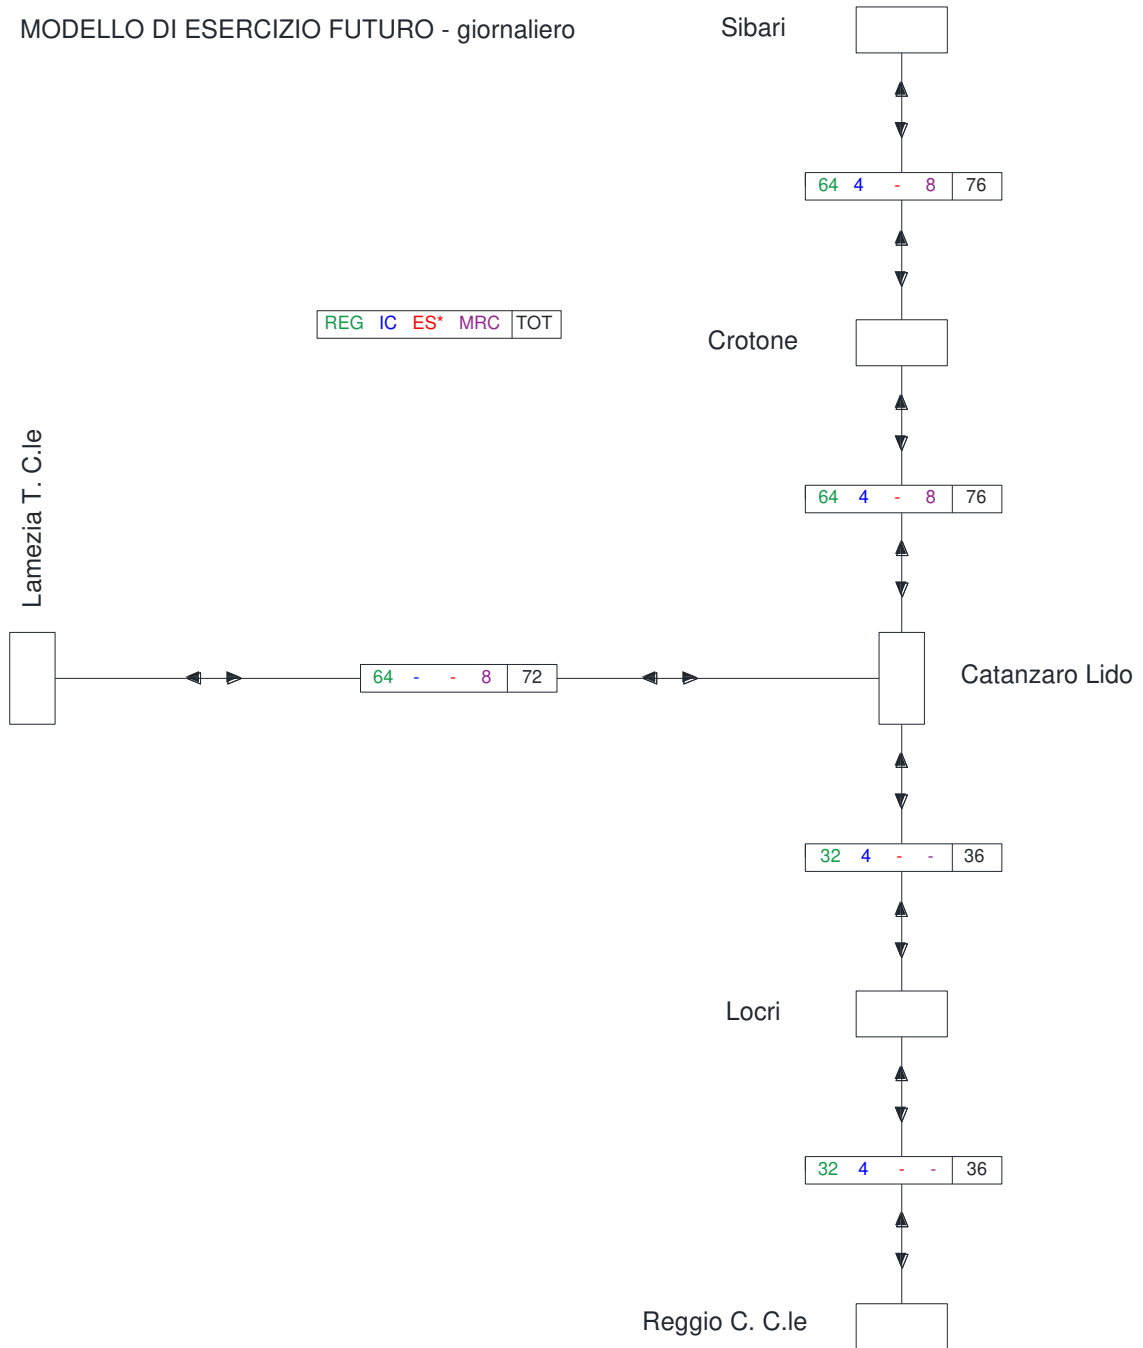 MODELLO DI ESERCIZIO FUTURO - giornaliero
Sibari
64 4 - 8 76
REG IC ES* MRC TOT
Crotone
Lamezia T. C.le
64 4 - 8 76
64 - - 8 72
Catanzaro Lido
32 4 - - 36
Locri
32 4 - - 36
Reggio C. C.le